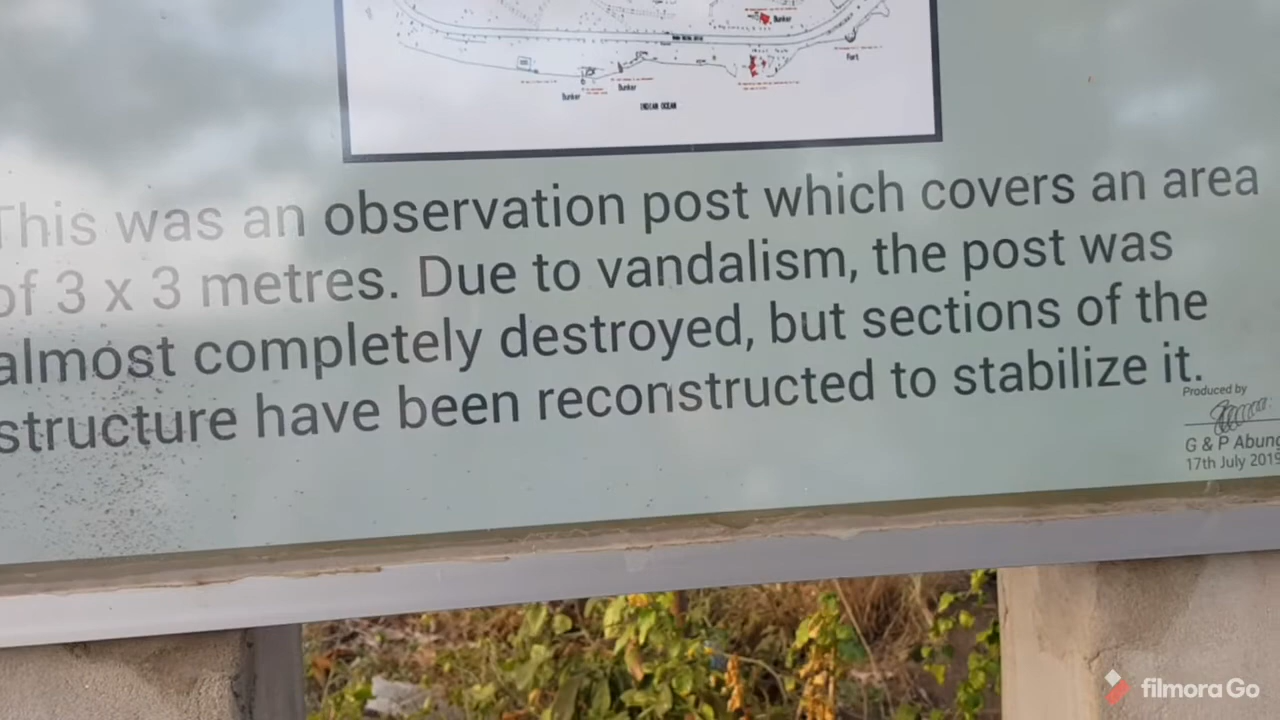 Bunker
Fort
Bunker
Bunker
INDIAN OCEAN
This was an observation post which covers an area
of 3 x 3 metres. Due to vandalism, the post was
almost completely destroyed, but sections of the
structure have been reconstructed to stabilize it.
Produced by
G & P Abung
17th July 2019
filmora Go